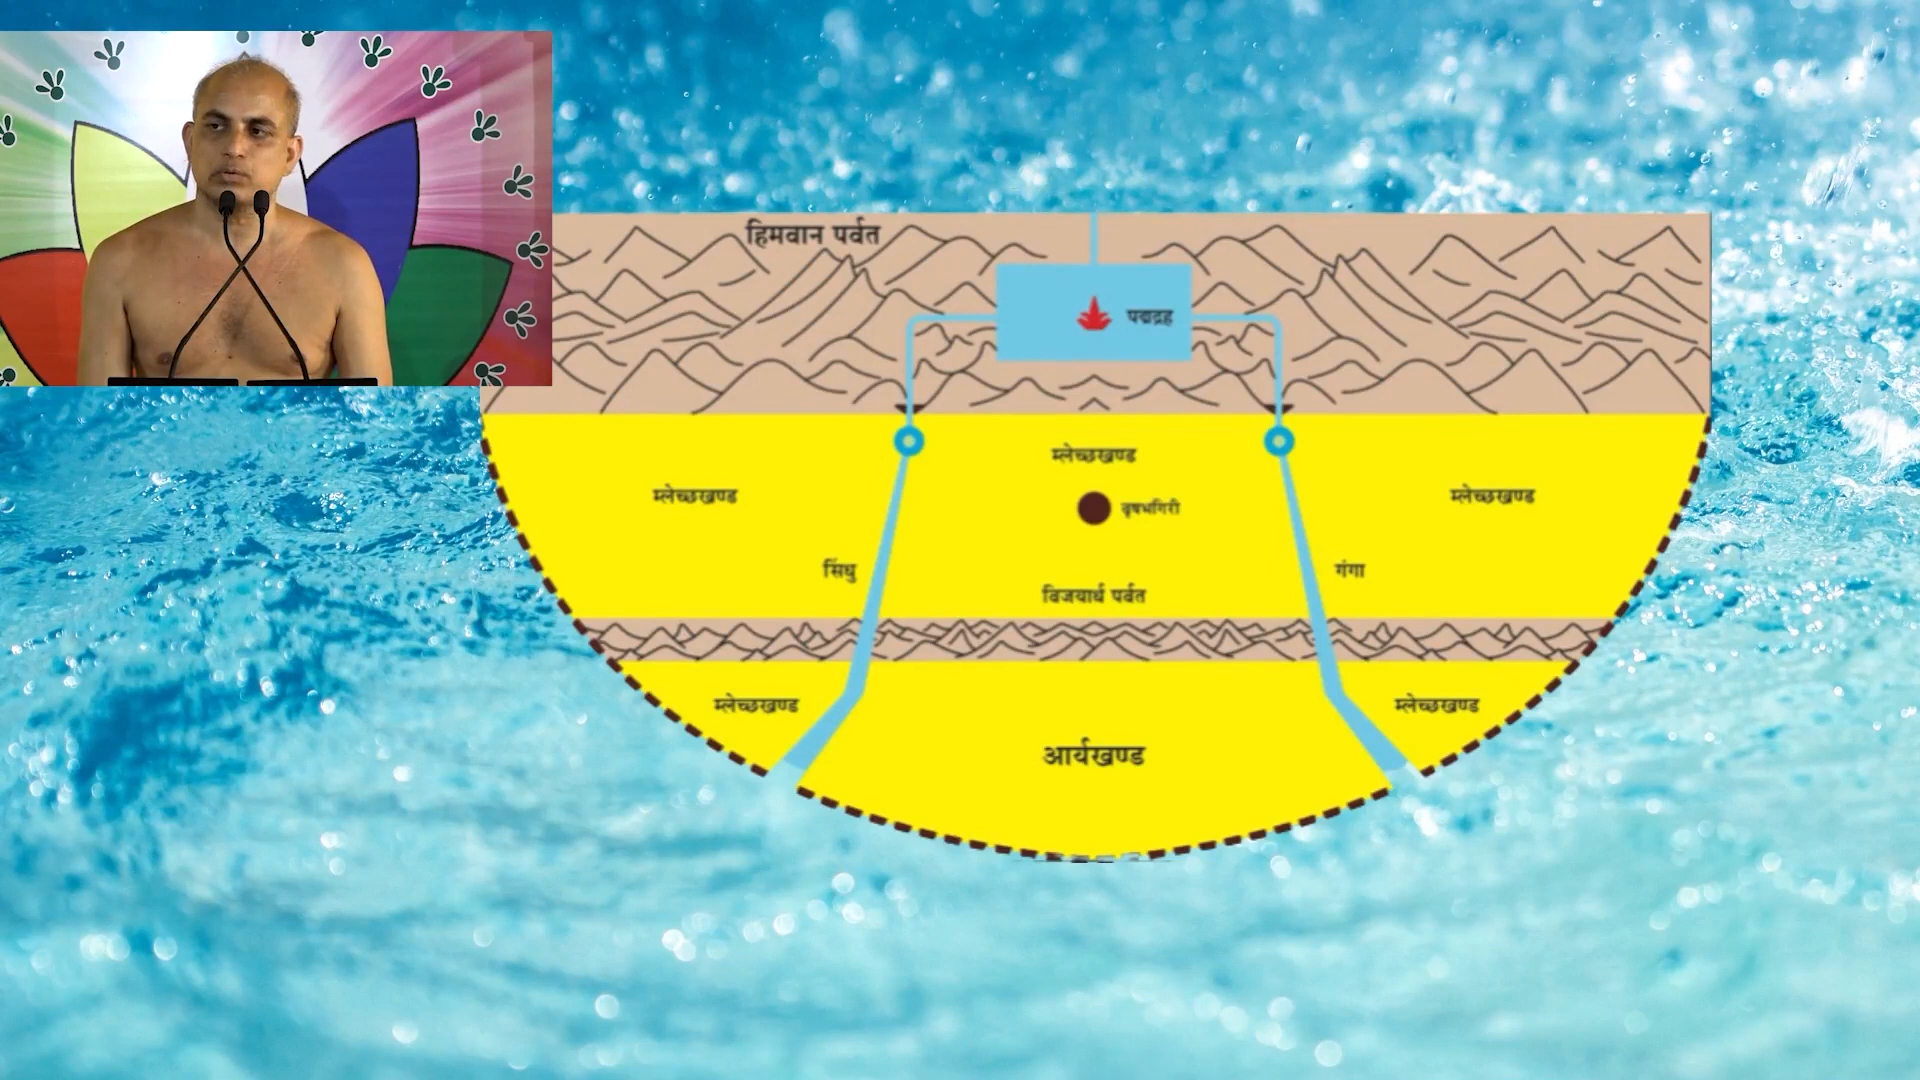 हिमवान पर्वत
पद्मद्रह
म्लेच्छखण्ड
म्लेच्छखण्ड
म्लेच्छखण्ड
वृषभगिरी
सिंधु
गंगा
विजयार्ध पर्वत
म्लेच्छखण्ड
म्लेच्छखण्ड
आर्यखण्ड